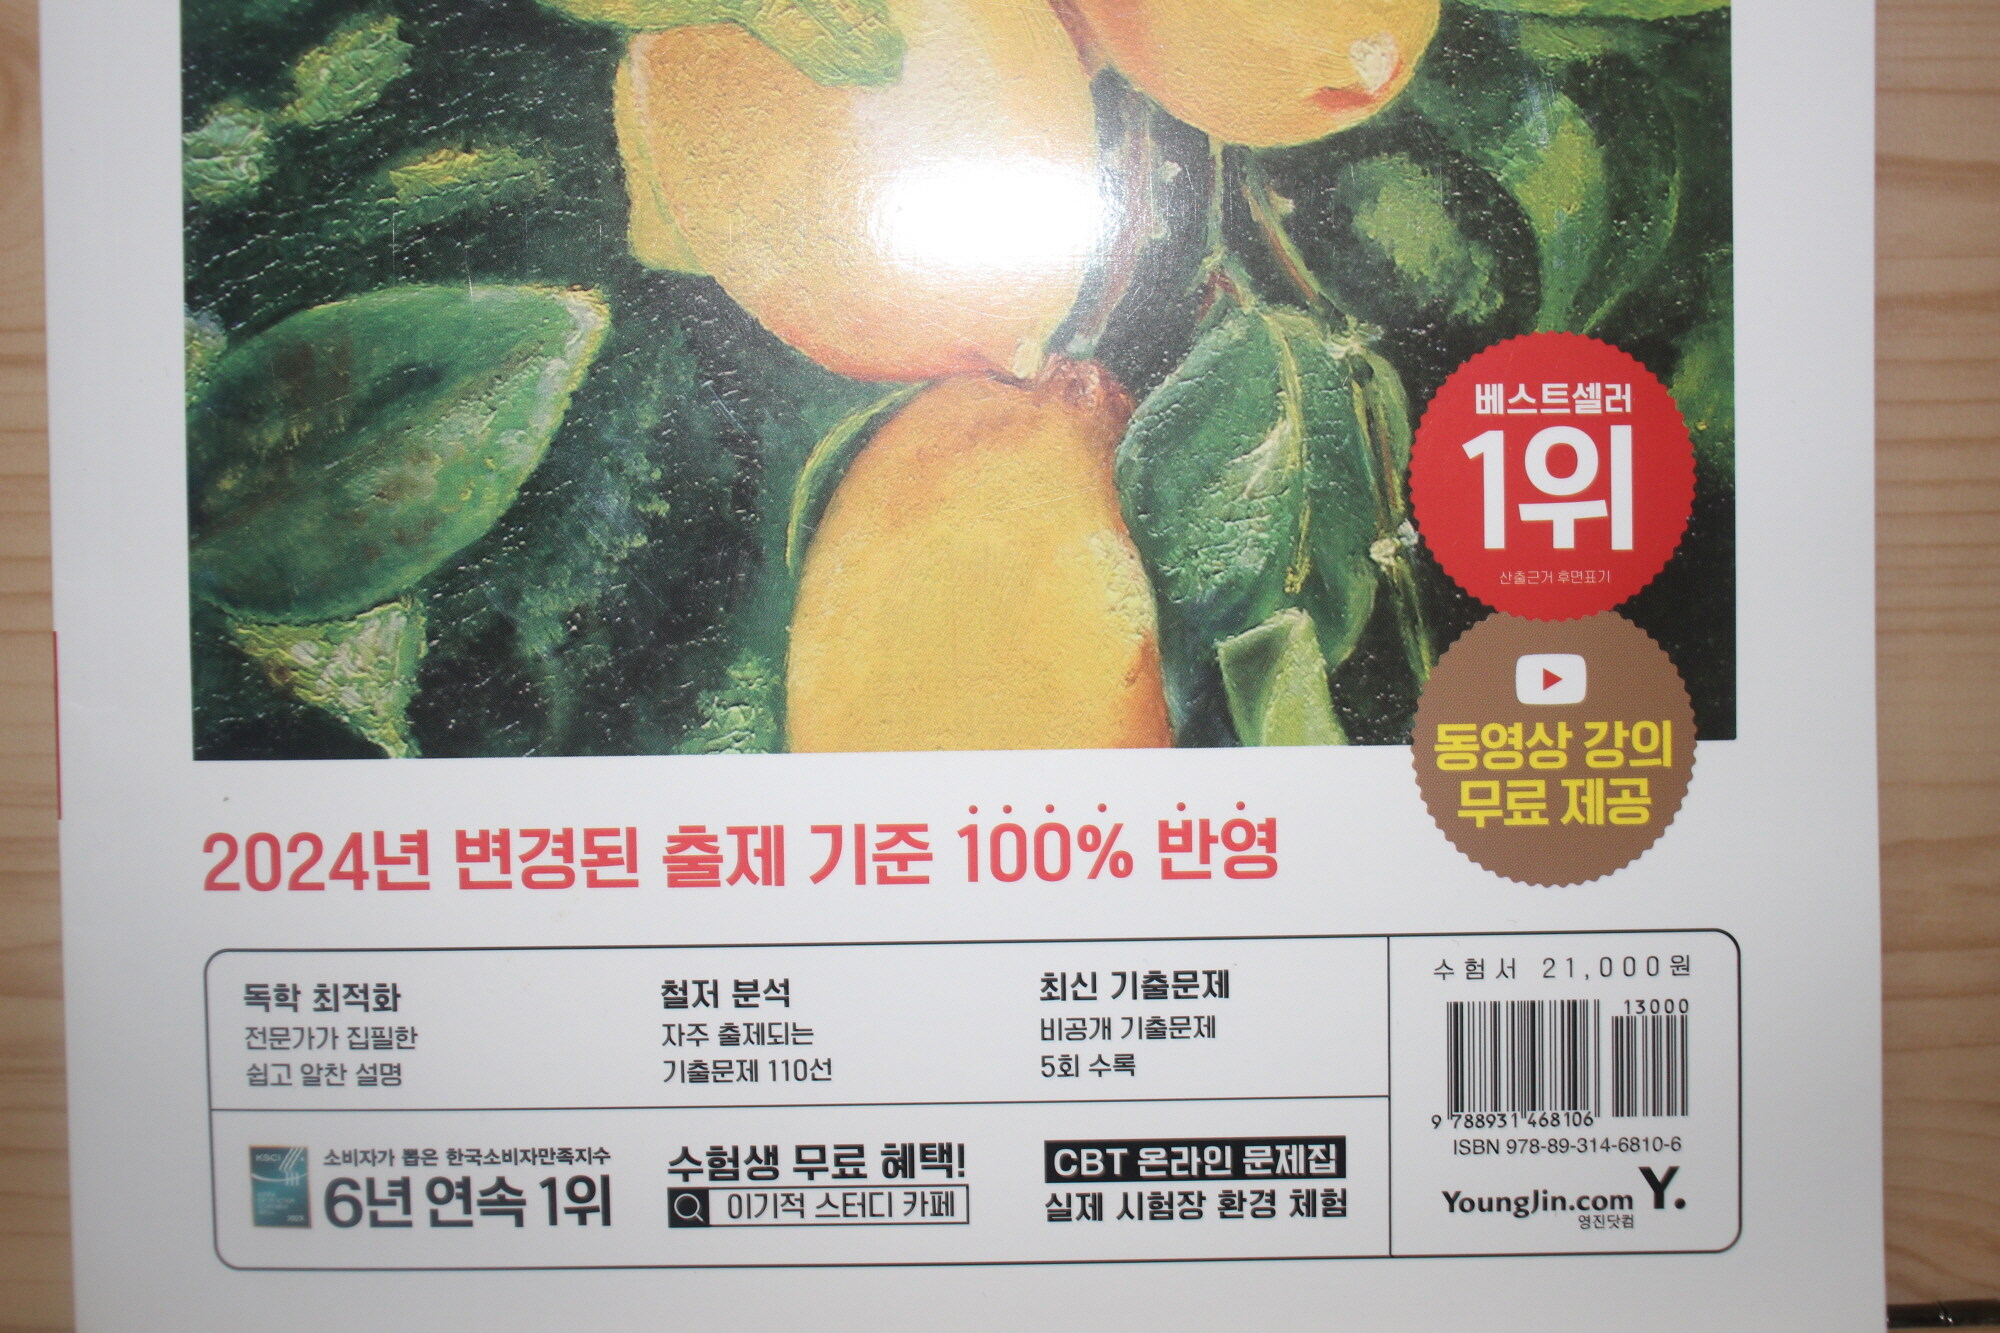 베스트셀러
1위
산출근거 후면표기
동영상 강의
무료 제공
2024년 변경된 출제 기준 100% 반영
독학 최적화
전문가가 집필한
쉽고 알찬 설명
철저 분석
자주 출제되는
기출문제 110선
최신 기출문제
비공개 기출문제
5회 수록
수험서 21,000원
13000
9 788931 468106
ISBN 978-89-314-6810-6
YoungJin.com Y.
영진닷컴
KSCI
소비자가 뽑은 한국소비자만족지수
6년 연속 1위
수험생 무료 혜택!
이기적 스터디 카페
CBT 온라인 문제집
실제 시험장 환경 체험